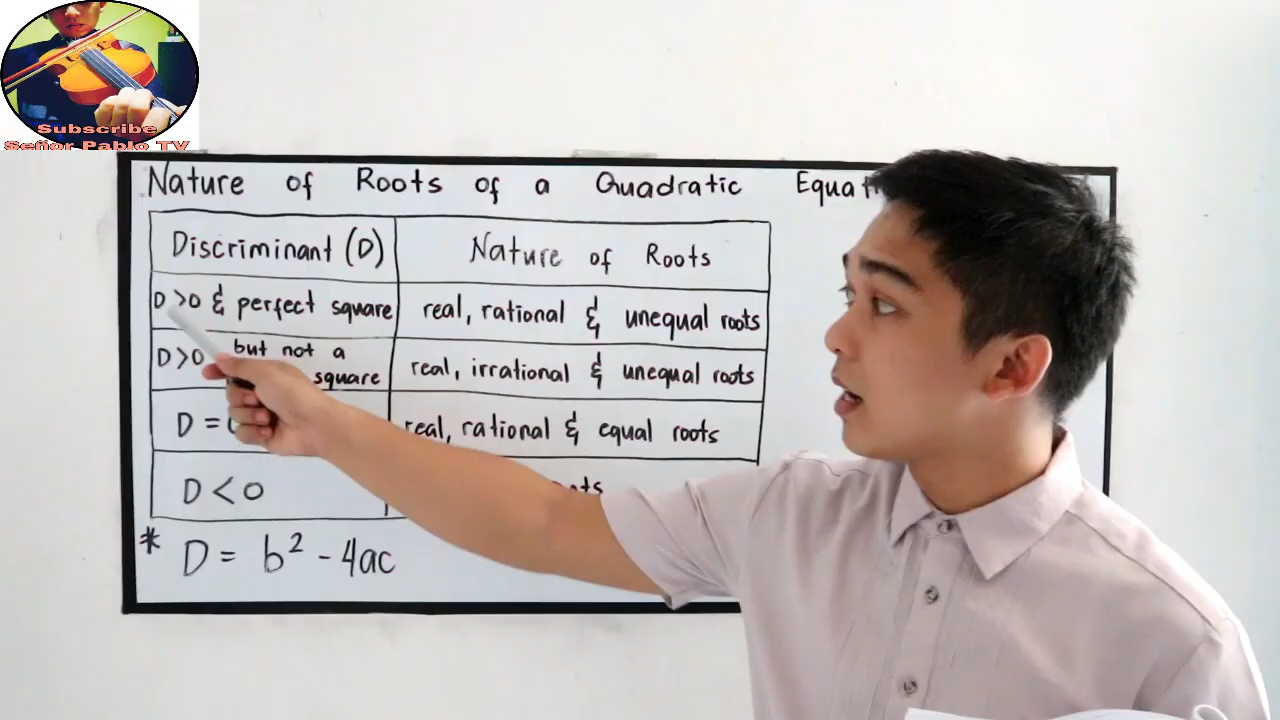 Subscribe
Señor Pablo TV
Nature of Roots of a Quadratic
Discriminant (D)
Nature of Roots
D >0 & perfect square
real, rational & unequal roots
D>0 but not a
square
real, irrational & unequal roots
D =
real, rational & equal roots
D < 0
* D = b² - 4ac